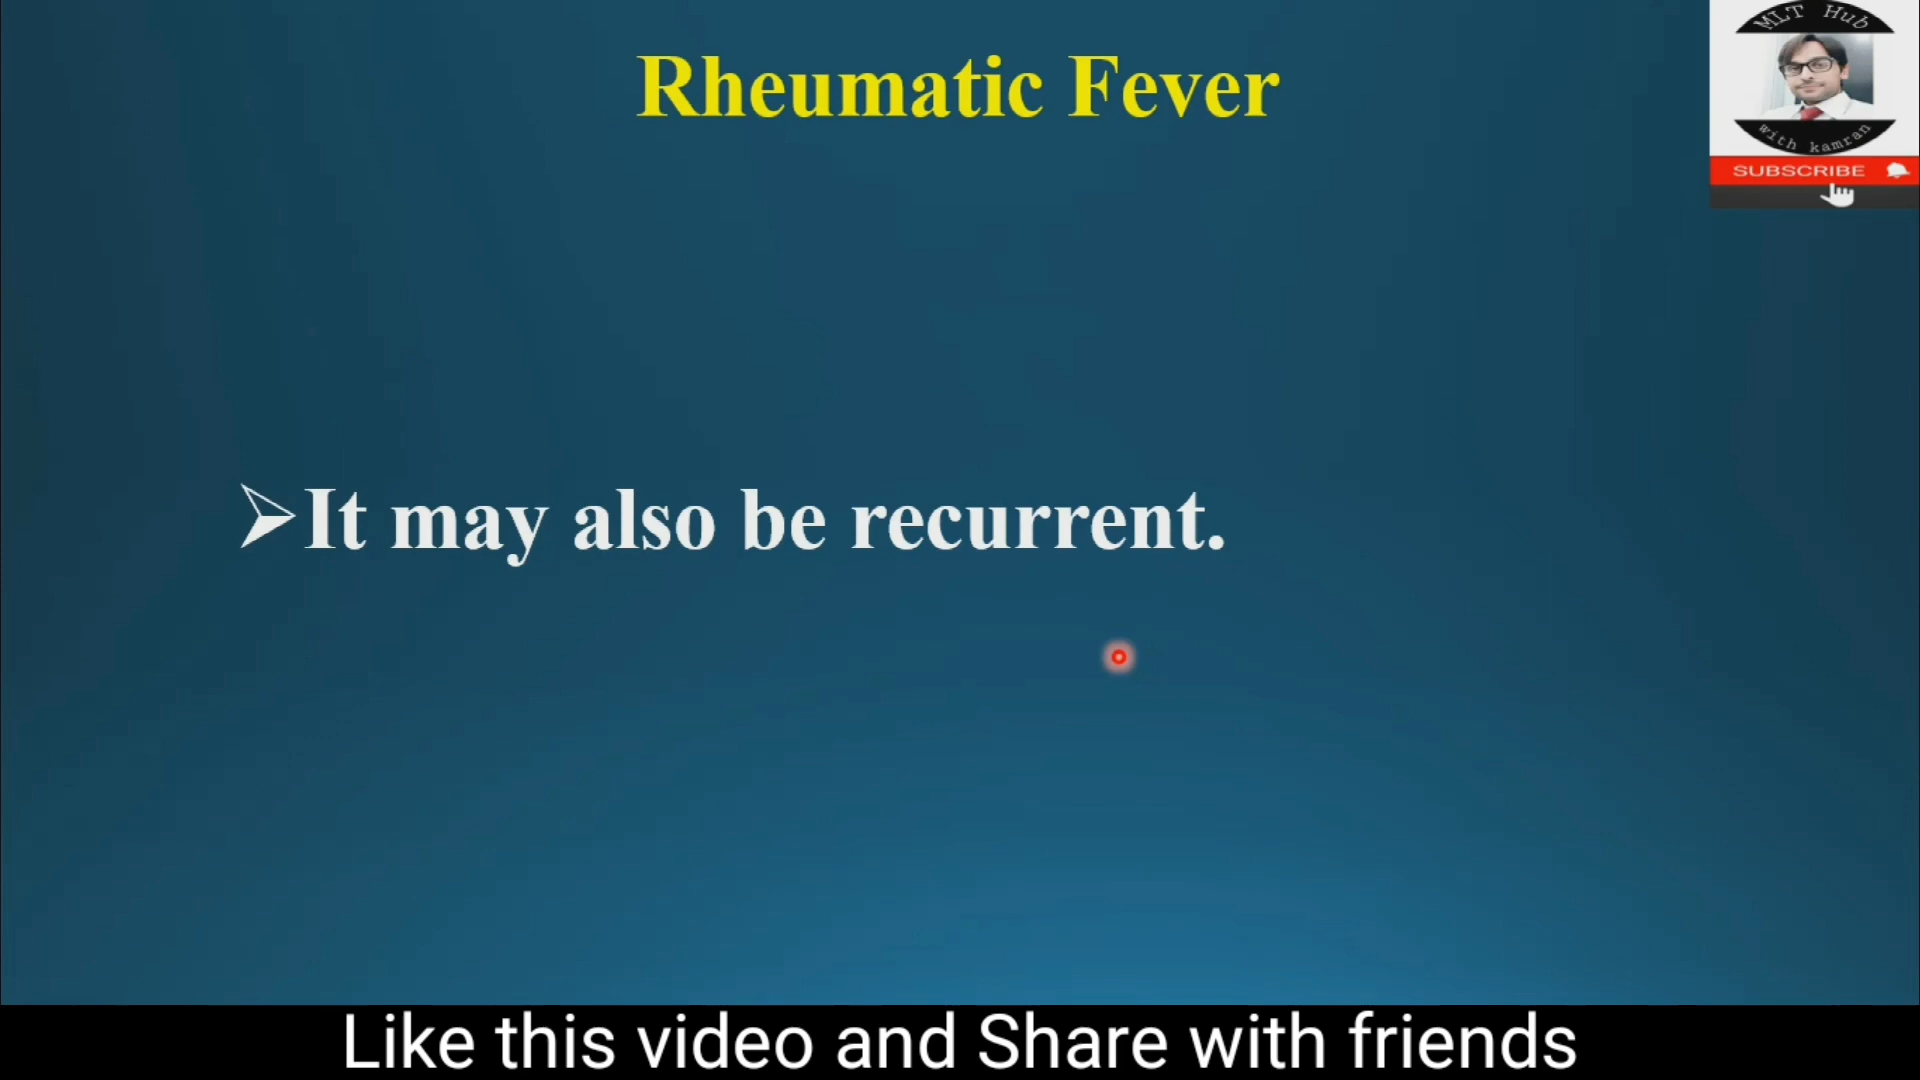 Rheumatic Fever
MLT Hub
with kamran
SUBSCRIBE
➢It may also be recurrent.
Like this video and Share with friends